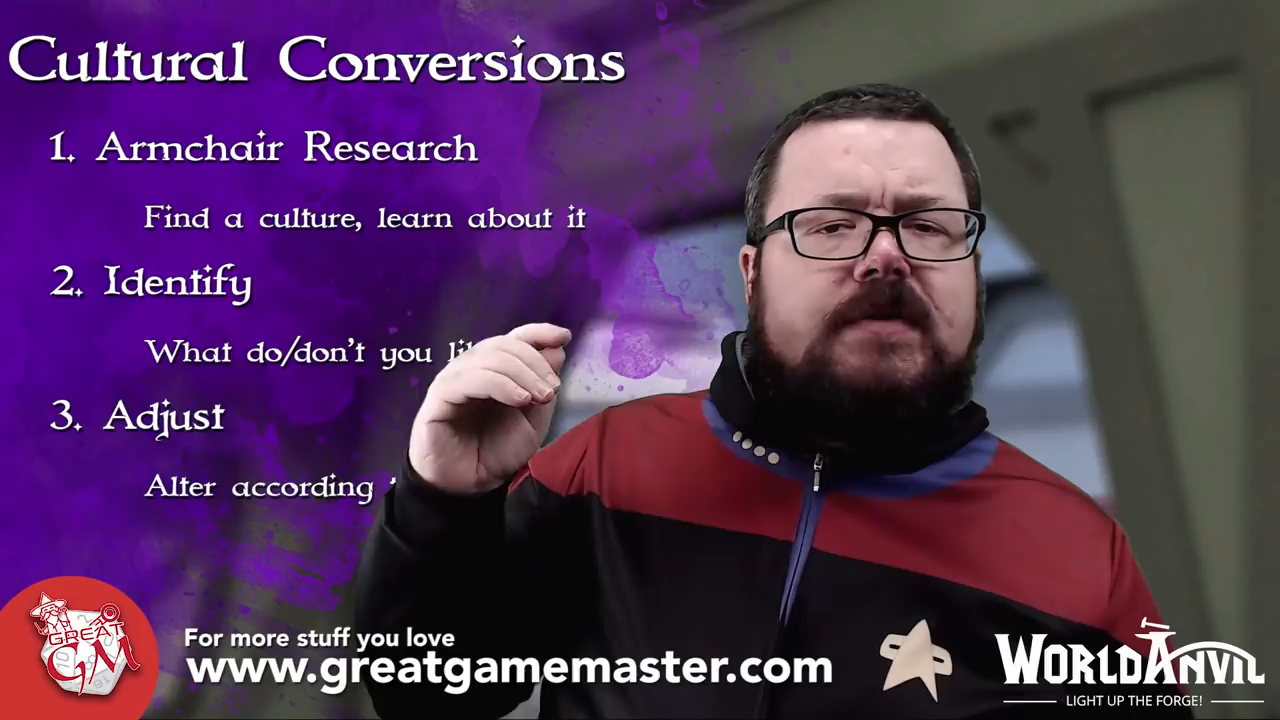 Cultural Conversions
1. Armchair Research
Find a culture, learn about it
2. Identify
What do/don't you
3. Adjust
Alter according
GREAT
GM
For more stuff you love
www.greatgamemaster.com
WORLDANVIL
LIGHT UP THE FORGE!